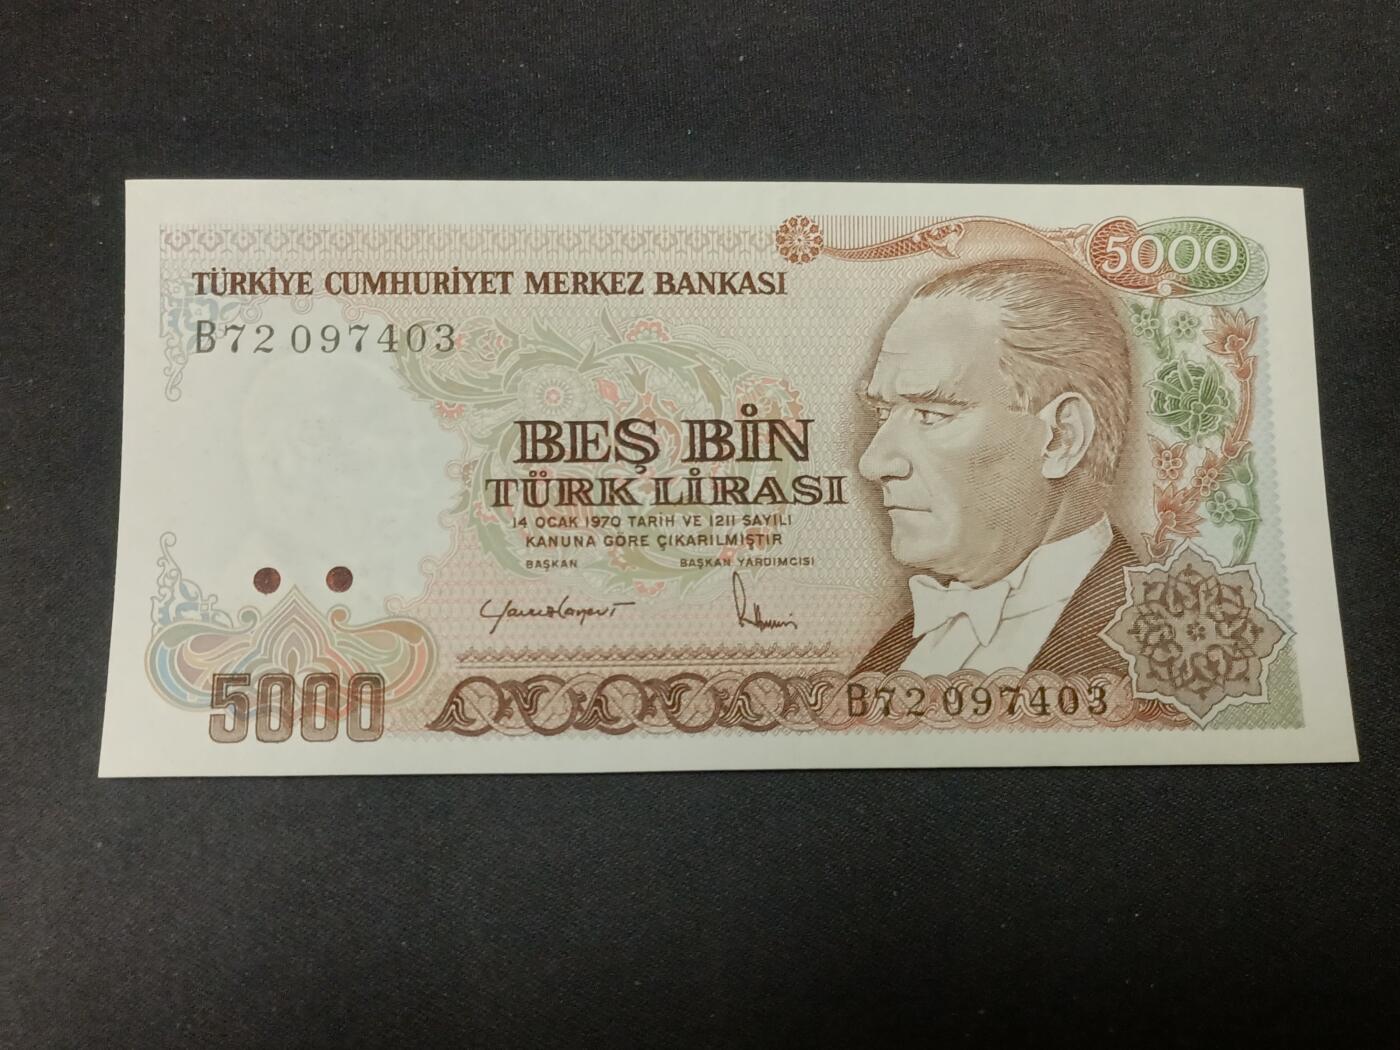 5000
TÜRKİYE CUMHURİYET MERKEZ BANKASI
B72 097403
BEŞ BİN
TÜRK LİRASI
14 OCAK 1970 TARİH VE 1211 SAYILI
KANUNA GÖRE ÇIKARILMIŞTIR
BAŞKAN BAŞKAN YARDIMCISI
5000
B72 097403